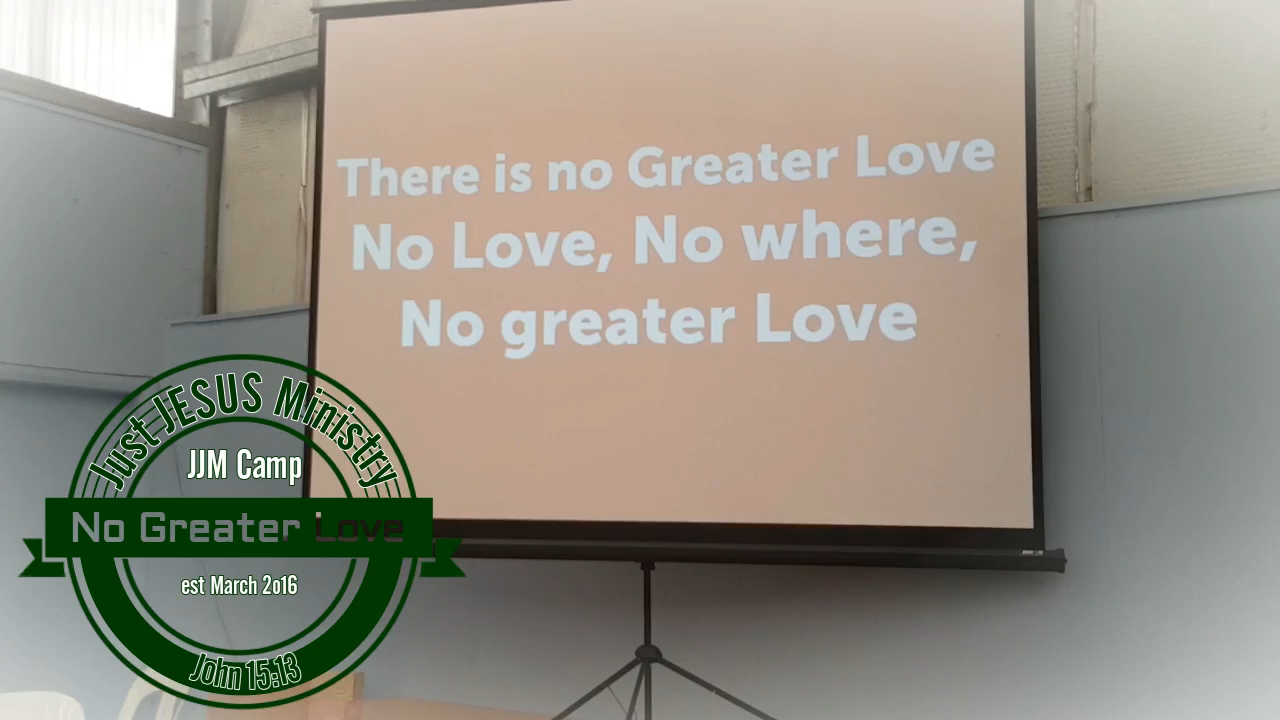 There is no Greater Love
No Love, No where,
No greater Love
Just JESUS Ministry
JJM Camp
No Greater Love
est March 2016
John 15:13